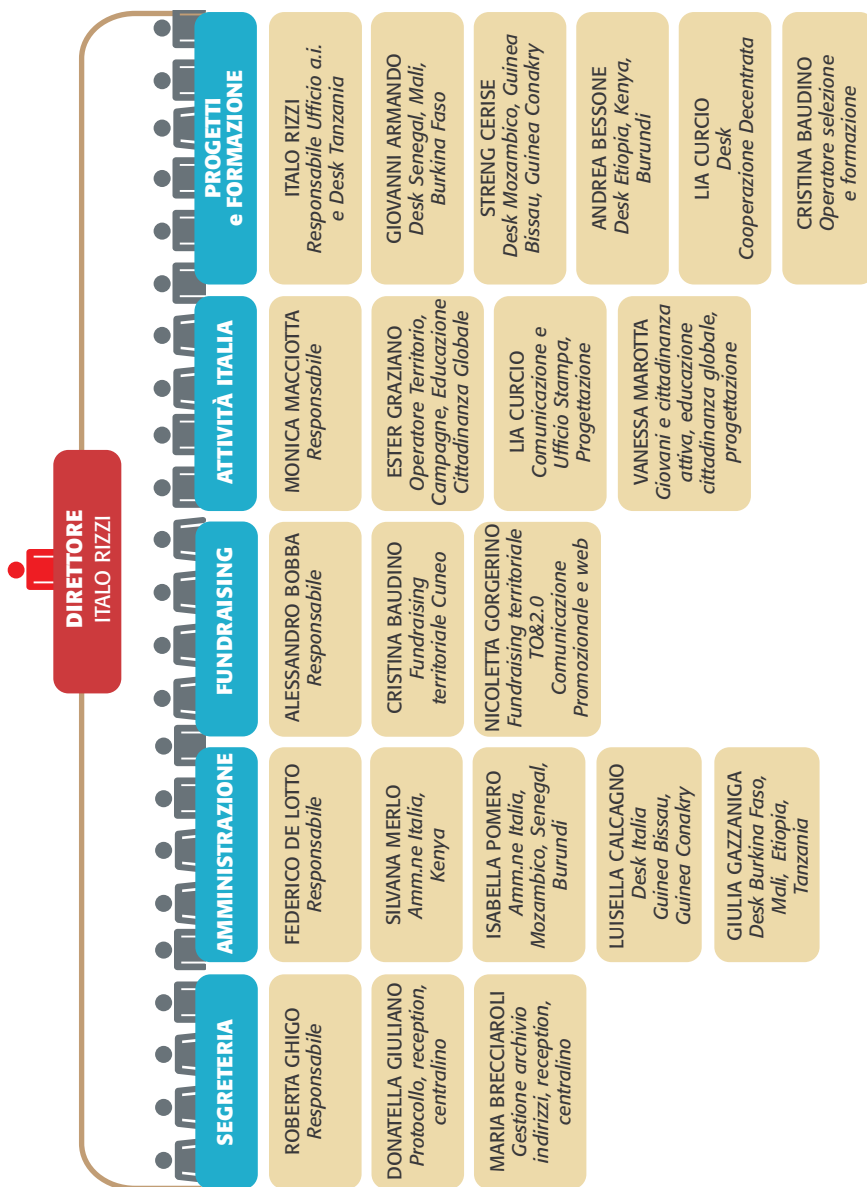 DIRETTORE
ITALO RIZZI
SEGRETERIA
ROBERTA GHIGO
Responsabile
DONATELLA GIULIANO
Protocollo, reception,
centralino
MARIA BRECCIAROLI
Gestione archivio
indirizzi, reception,
centralino
AMMINISTRAZIONE
FEDERICO DE LOTTO
Responsabile
SILVANA MERLO
Amm.ne Italia,
Kenya
ISABELLA POMERO
Amm.ne Italia,
Mozambico, Senegal,
Burundi
LUISELLA CALCAGNO
Desk Italia
Guinea Bissau,
Guinea Conakry
GIULIA GAZZANIGA
Desk Burkina Faso,
Mali, Etiopia,
Tanzania
FUNDRAISING
ALESSANDRO BOBBA
Responsabile
CRISTINA BAUDINO
Fundraising
territoriale Cuneo
NICOLETTA GORGERINO
Fundraising territoriale
TO&2.0
Comunicazione
Promozionale e web
ATTIVITÀ ITALIA
MONICA MACCIOTTA
Responsabile
ESTER GRAZIANO
Operatore Territorio,
Campagne, Educazione
Cittadinanza Globale
LIA CURCIO
Comunicazione e
Ufficio Stampa,
Progettazione
VANESSA MAROTTA
Giovani e cittadinanza
attiva, educazione
cittadinanza globale,
progettazione
PROGETTI
e FORMAZIONE
ITALO RIZZI
Responsabile Ufficio a.i.
e Desk Tanzania
GIOVANNI ARMANDO
Desk Senegal, Mali,
Burkina Faso
STRENG CERISE
Desk Mozambico, Guinea
Bissau, Guinea Conakry
ANDREA BESSONE
Desk Etiopia, Kenya,
Burundi
LIA CURCIO
Desk
Cooperazione Decentrata
CRISTINA BAUDINO
Operatore selezione
e formazione